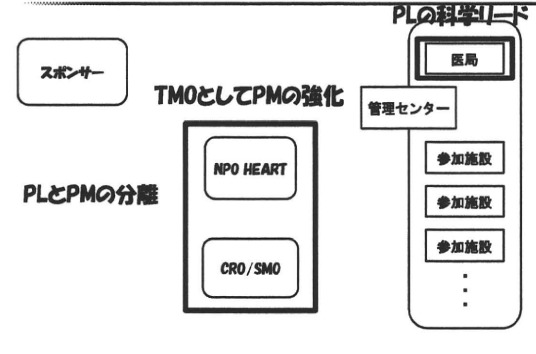 PLの科学リード
スポンサー
医局
TMOとしてPMの強化
管理センター
NPO HEART
参加施設
PLとPMの分離
参加施設
参加施設
CRO/SMO